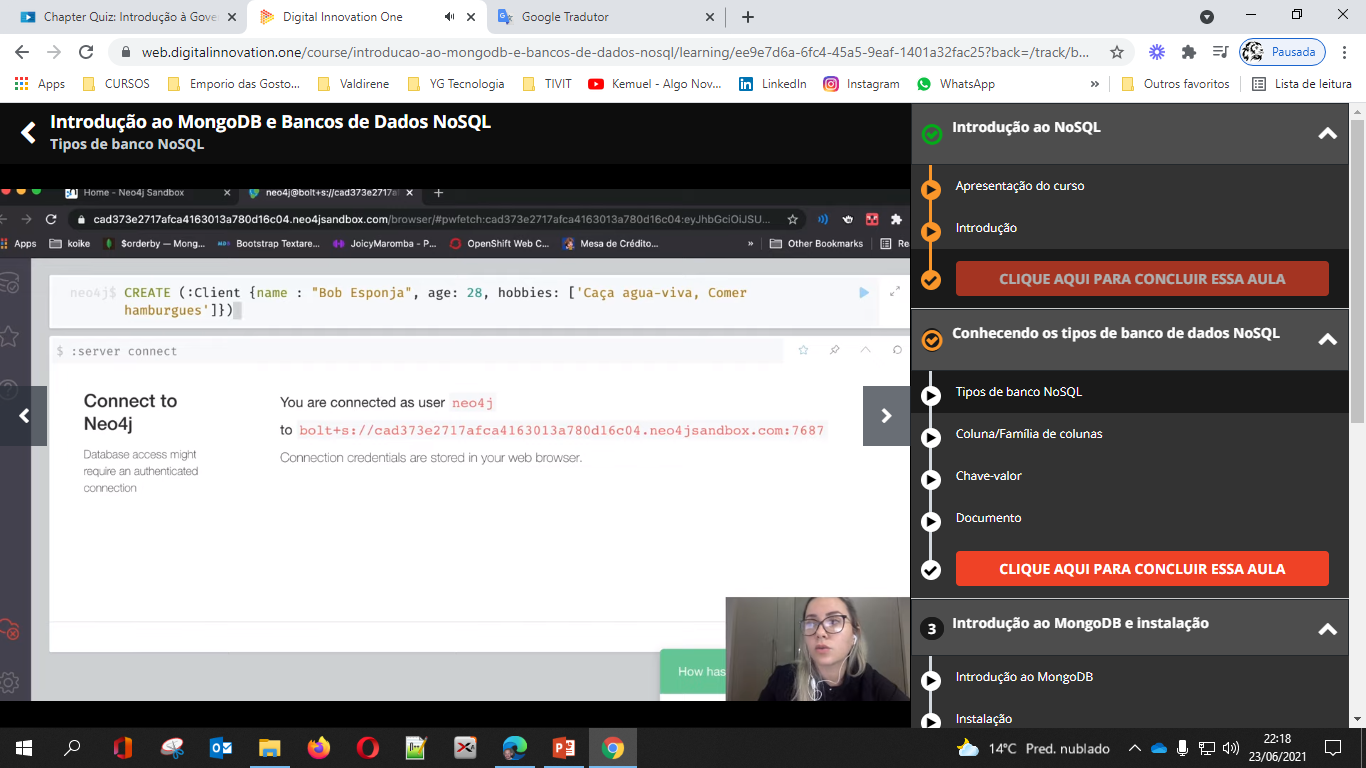 Chapter Quiz: Introdução à Gove
Digital Innovation One
Google Tradutor
web.digitalinnovation.one/course/introducao-ao-mongodb-e-bancos-de-dados-nosql/learning/ee9e7d6a-6fc4-45a5-9eaf-1401a32fac25?back=/track/b...
Pausada
Apps
CURSOS
Emporio das Gosto...
Valdirene
YG Tecnologia
TIVIT
Kemuel - Algo Nov...
LinkedIn
Instagram
WhatsApp
»
Outros favoritos
Lista de leitura
Introdução ao MongoDB e Bancos de Dados NoSQL
Tipos de banco NoSQL
Home - Neo4j Sandbox
neo4j@bolt+s://cad373e2717af
cad373e2717afca4163013a780d16c04.neo4jsandbox.com/browser/#pwfetch:cad373e2717afca4163013a780d16c04:eyJhbGciOiJSU...
Apps
koike
$orderby — Mong...
Bootstrap Textare...
JoicyMaromba - P...
OpenShift Web C...
Mesa de Crédito...
»
Other Bookmarks
Re
neo4j$ CREATE (:Client {name : "Bob Esponja", age: 28, hobbies: ['Caça agua-viva, Comer
hamburgues']})
$ :server connect
Connect to
Neo4j
Database access might
require an authenticated
connection
You are connected as user neo4j
to bolt+s://cad373e2717afca4163013a780d16c04.neo4jsandbox.com:7687
Connection credentials are stored in your web browser.
How has
Introdução ao NoSQL
Apresentação do curso
Introdução
CLIQUE AQUI PARA CONCLUIR ESSA AULA
Conhecendo os tipos de banco de dados NoSQL
Tipos de banco NoSQL
Coluna/Família de colunas
Chave-valor
Documento
CLIQUE AQUI PARA CONCLUIR ESSA AULA
3
Introdução ao MongoDB e instalação
Introdução ao MongoDB
Instalação
14°C Pred. nublado
22:18
23/06/2021